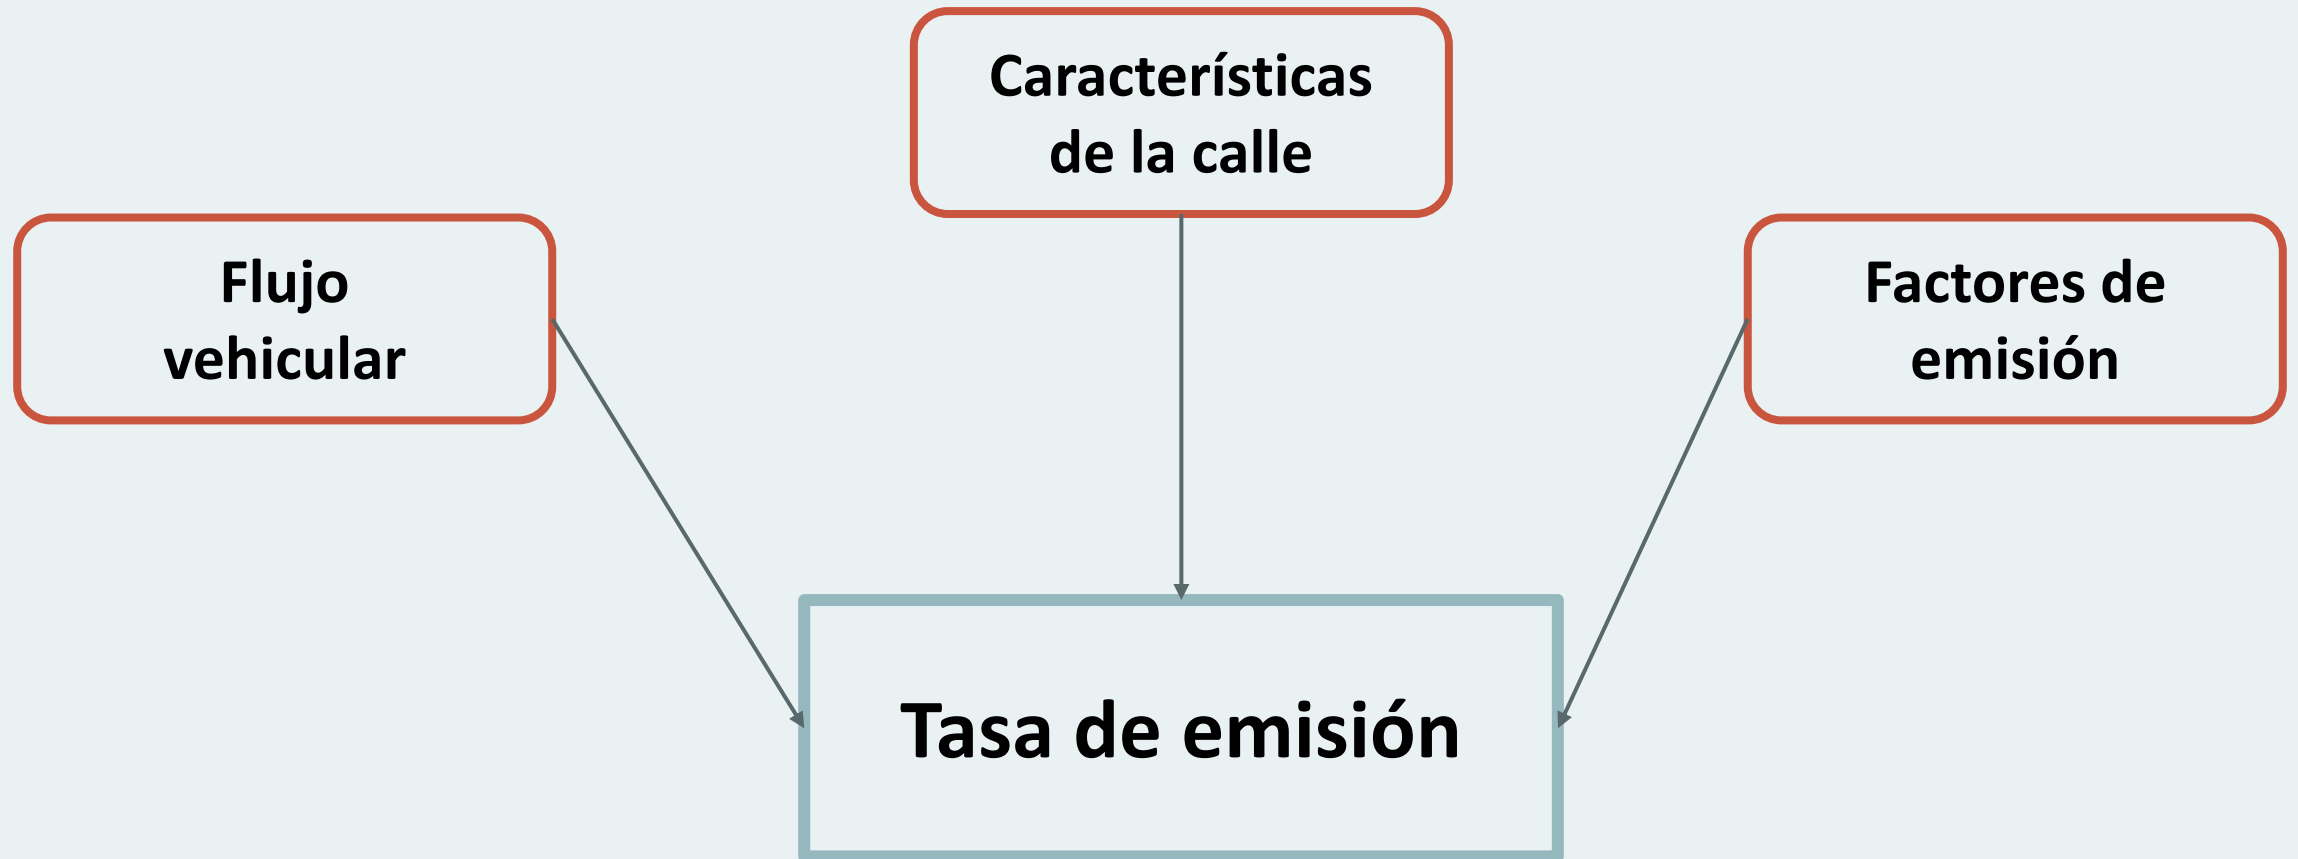 Características
de la calle
Flujo
vehicular
Factores de
emisión
Tasa de emisión